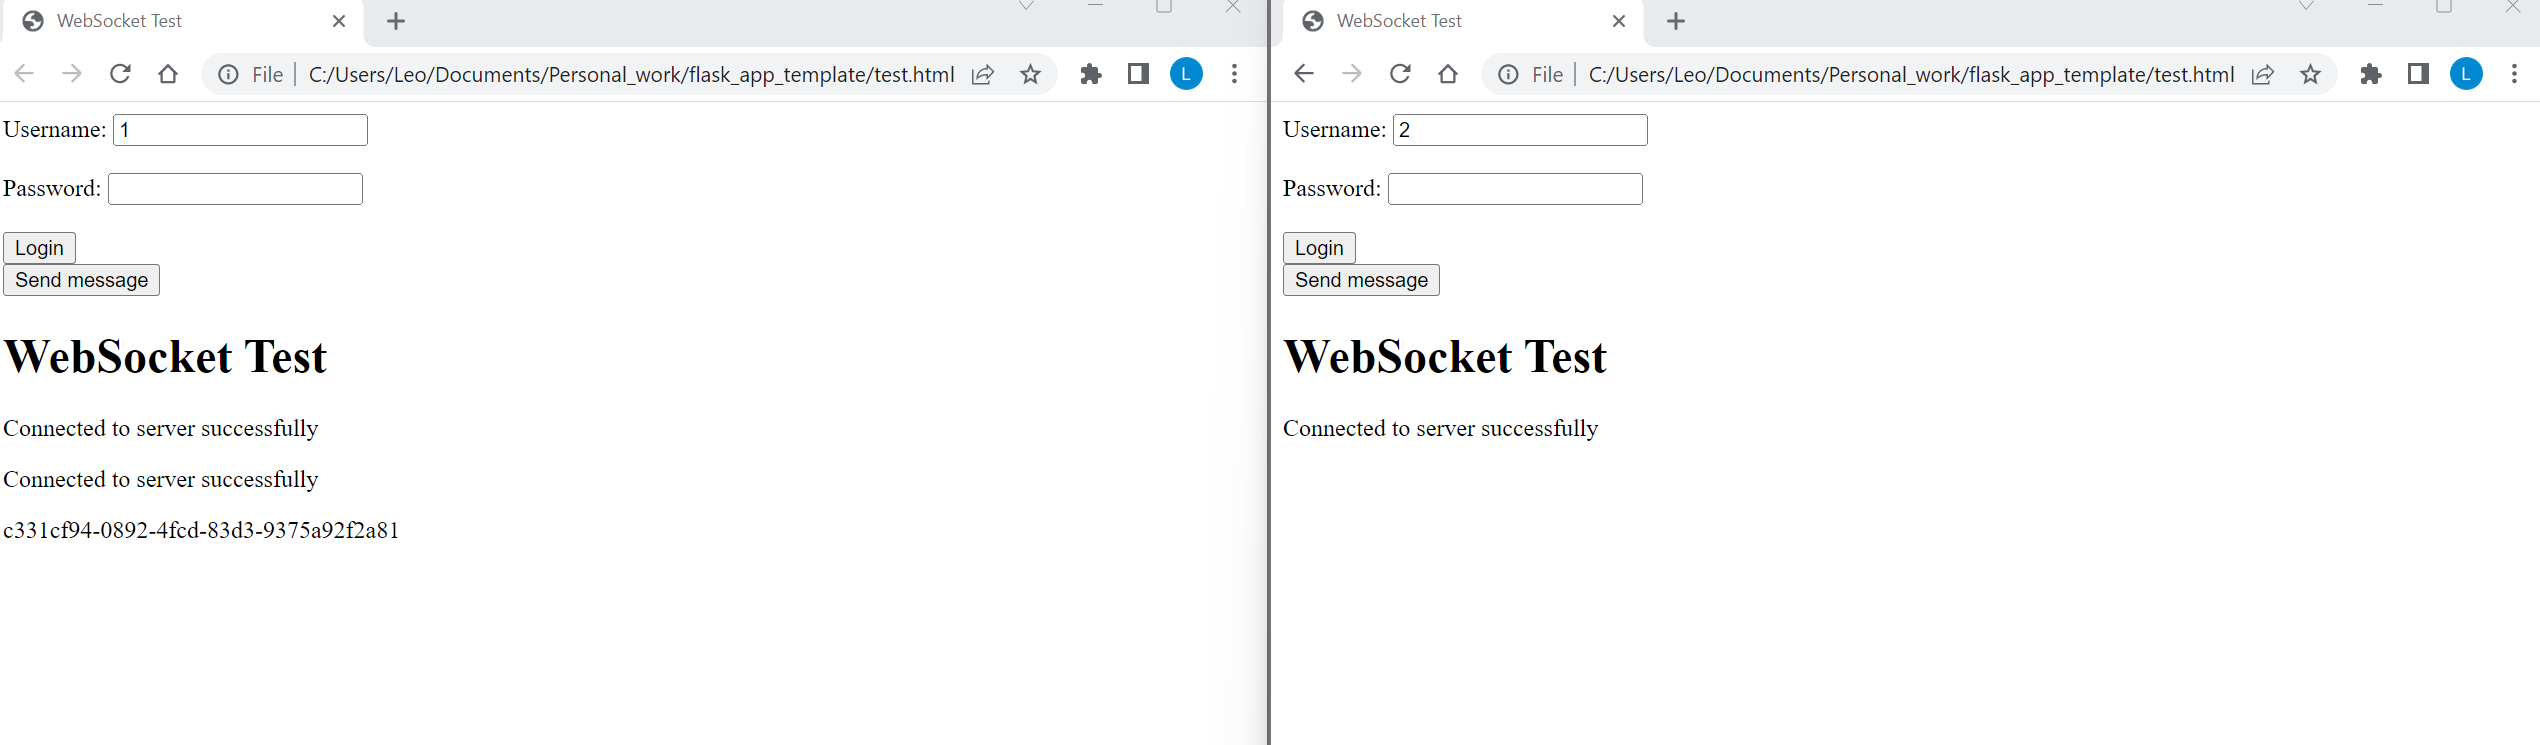 WebSocket Test
File C:/Users/Leo/Documents/Personal_work/flask_app_template/test.html L
Username: 1
Password:
Login
Send message
WebSocket Test
Connected to server successfully
Connected to server successfully
c331cf94-0892-4fcd-83d3-9375a92f2a81
WebSocket Test
File C:/Users/Leo/Documents/Personal_work/flask_app_template/test.html L
Username: 2
Password:
Login
Send message
WebSocket Test
Connected to server successfully